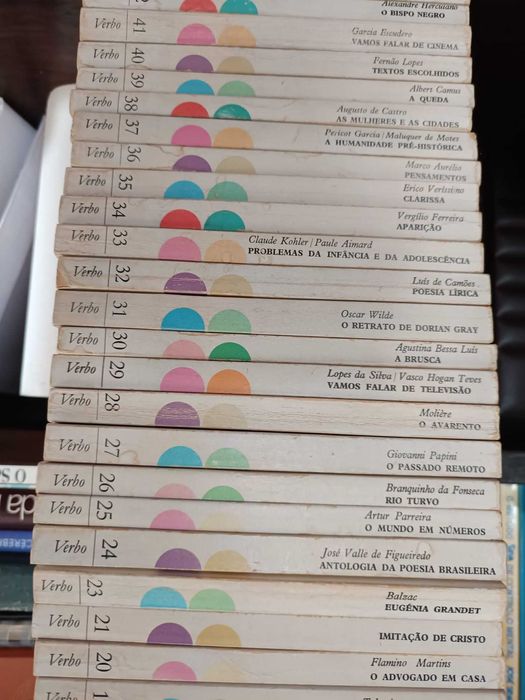 2
Alexandre Herculano
O BISPO NEGRO
Verbo 41
Garcia Escudero
VAMOS FALAR DE CINEMA
Verbo 40
Fernão Lopes
TEXTOS ESCOLHIDOS
Verbo 39
Albert Camus
A QUEDA
Verbo 38
Augusto de Castro
AS MULHERES E AS CIDADES
Verbo 37
Pericot Garcia/Maluquer de Motes
A HUMANIDADE PRÉ-HISTÓRICA
Verbo 36
Marco Aurélio
PENSAMENTOS
Verbo 35
Erico Veríssimo
CLARISSA
Verbo 34
Vergílio Ferreira
APARIÇÃO
Verbo 33
Claude Kohler/Paule Aimard
PROBLEMAS DA INFÂNCIA E DA ADOLESCÊNCIA
Verbo 32
Luís de Camões
POESIA LÍRICA
Verbo 31
Oscar Wilde
O RETRATO DE DORIAN GRAY
Verbo 30
Agustina Bessa Luís
A BRUSCA
Verbo 29
Lopes da Silva/Vasco Hogan Teves
VAMOS FALAR DE TELEVISÃO
Verbo 28
Molière
O AVARENTO
Verbo 27
Giovanni Papini
O PASSADO REMOTO
Verbo 26
Branquinho da Fonseca
RIO TURVO
Verbo 25
Artur Parreira
O MUNDO EM NÚMEROS
Verbo 24
José Valle de Figueiredo
ANTOLOGIA DA POESIA BRASILEIRA
Verbo 23
Balzac
EUGÉNIA GRANDET
Verbo 21
IMITAÇÃO DE CRISTO
Verbo 20
Flamino Martins
O ADVOGADO EM CASA